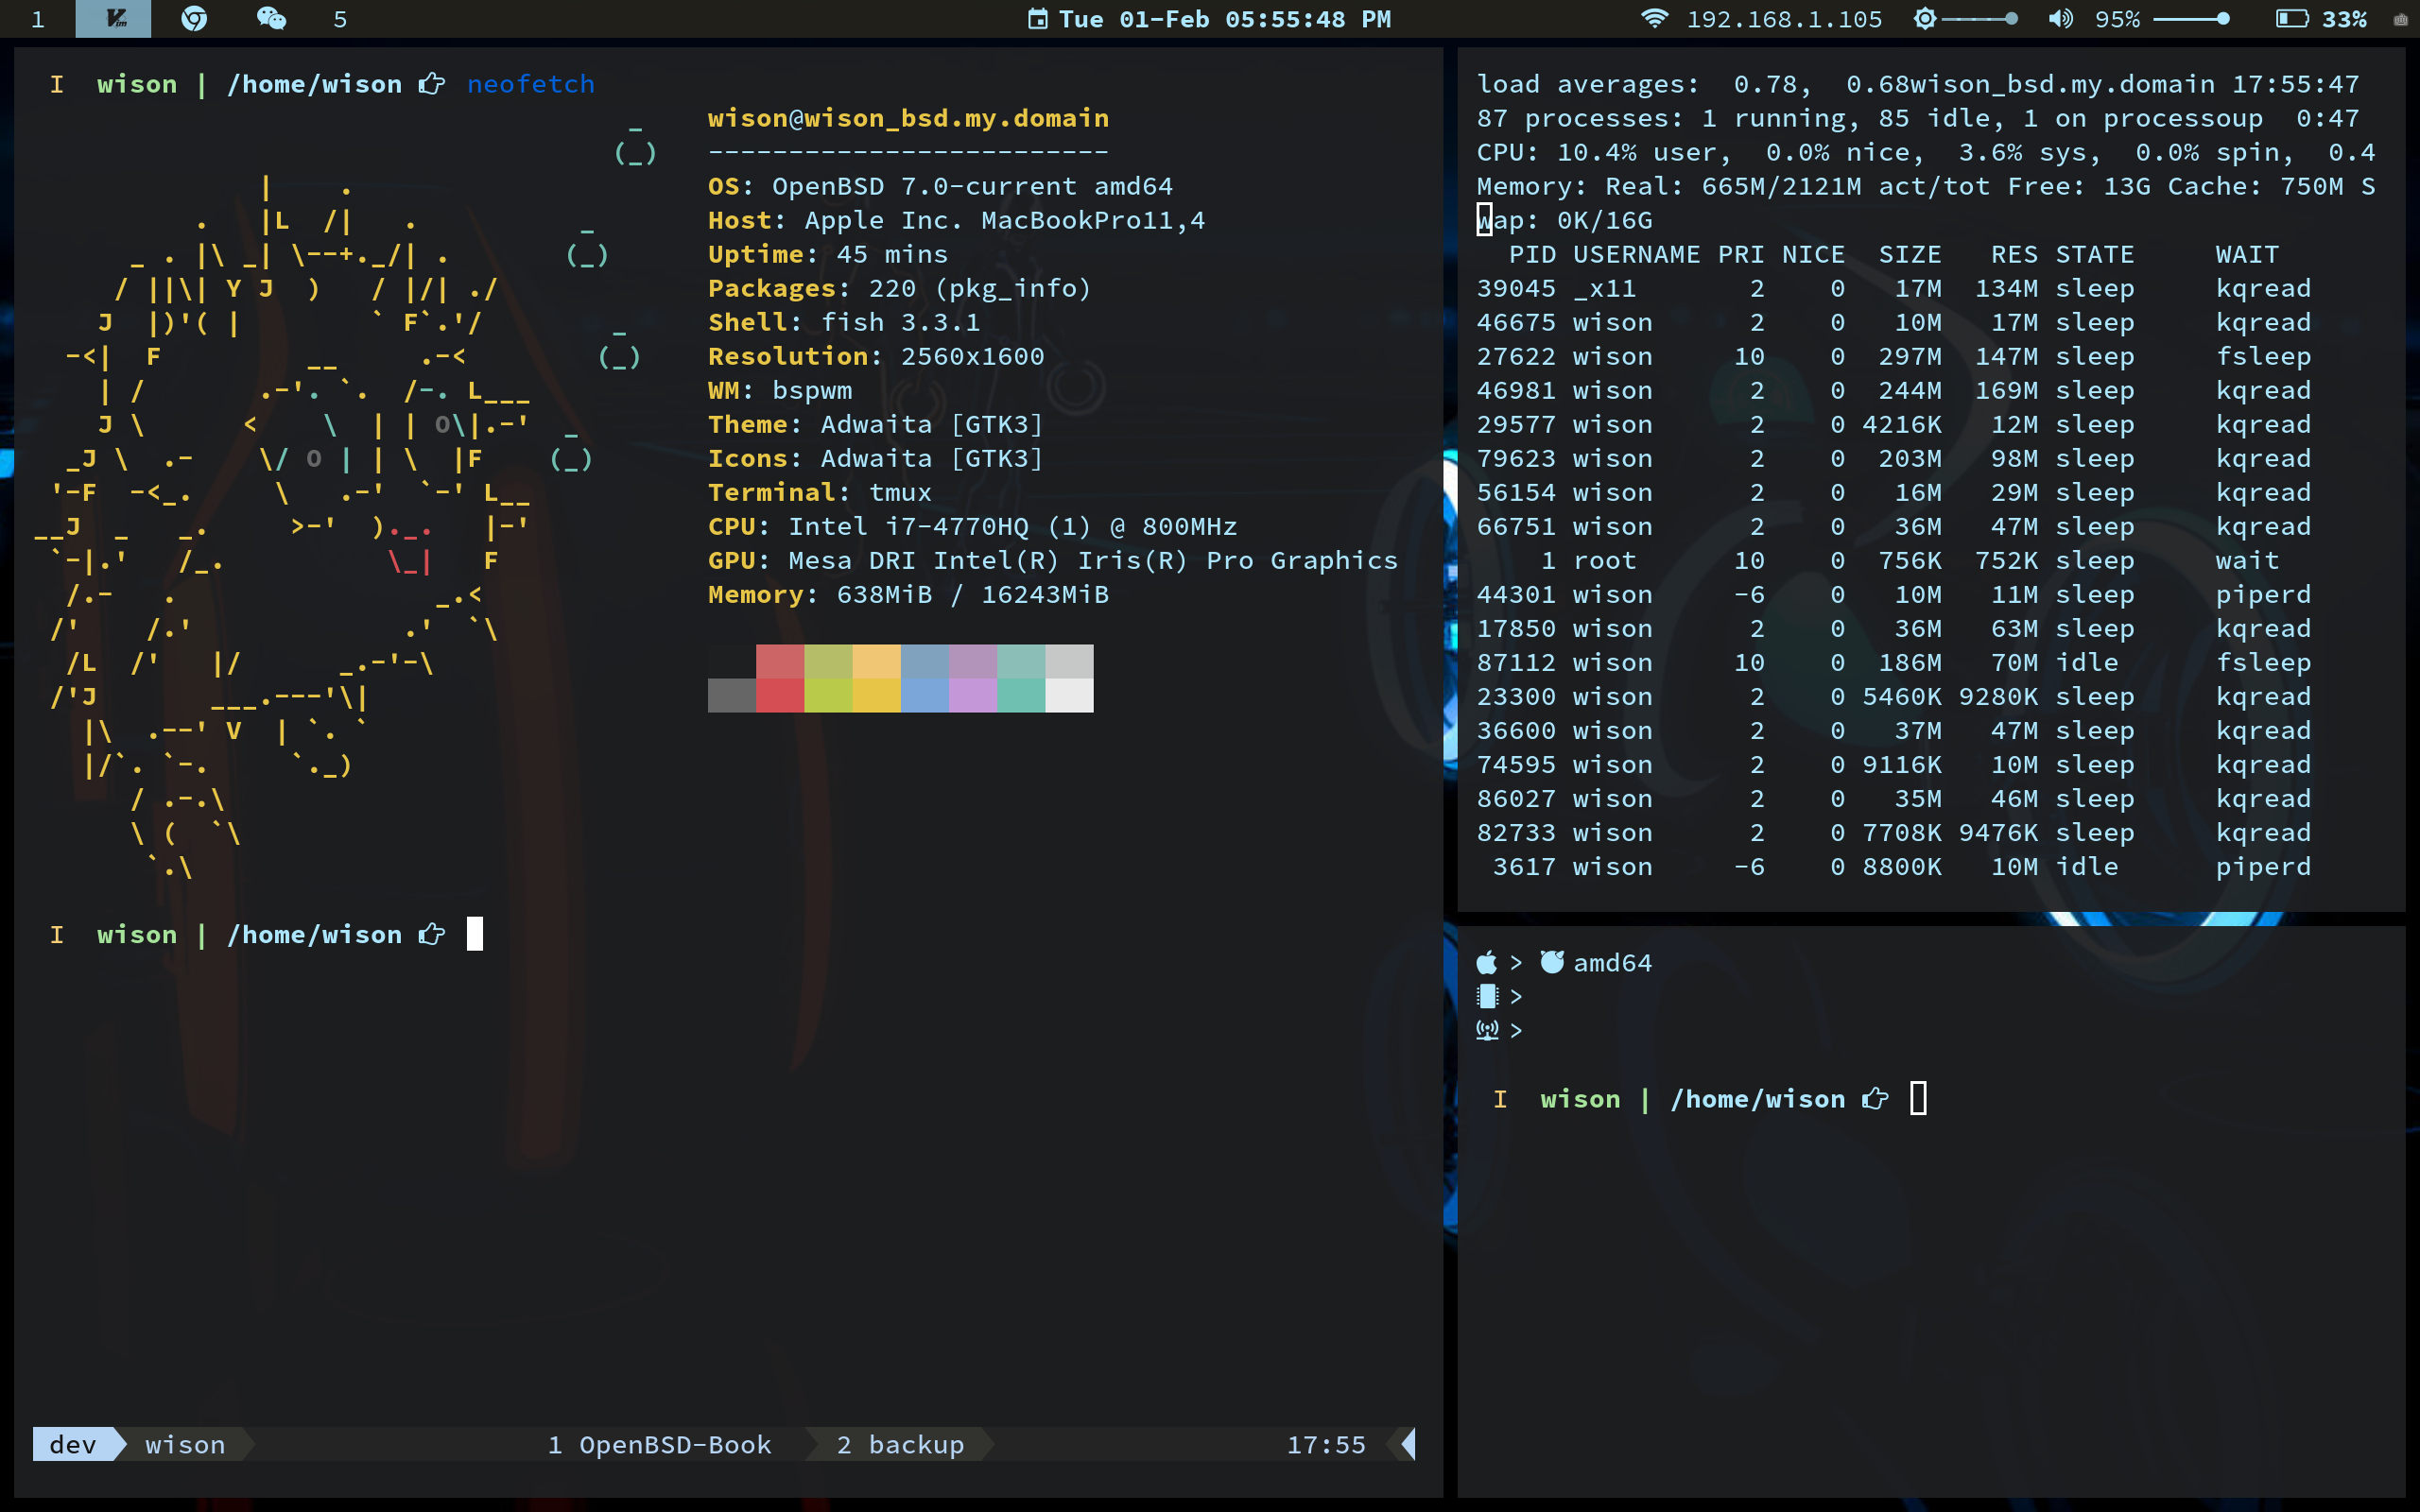 1 5 Tue 01-Feb 05:55:48 PM 192.168.1.105 95% 33%
I wison | /home/wison neofetch
wison@wison_bsd.my.domain
-------------------------
OS: OpenBSD 7.0-current amd64
Host: Apple Inc. MacBookPro11,4
Uptime: 45 mins
Packages: 220 (pkg_info)
Shell: fish 3.3.1
Resolution: 2560x1600
WM: bspwm
Theme: Adwaita [GTK3]
Icons: Adwaita [GTK3]
Terminal: tmux
CPU: Intel i7-4770HQ (1) @ 800MHz
GPU: Mesa DRI Intel(R) Iris(R) Pro Graphics
Memory: 638MiB / 16243MiB
I wison | /home/wison
dev wison 1 OpenBSD-Book 2 backup 17:55
load averages:  0.78,  0.68wison_bsd.my.domain 17:55:47
87 processes: 1 running, 85 idle, 1 on processoup  0:47
CPU: 10.4% user,  0.0% nice,  3.6% sys,  0.0% spin,  0.4
Memory: Real: 665M/2121M act/tot Free: 13G Cache: 750M S
wap: 0K/16G
PID USERNAME PRI NICE SIZE RES STATE WAIT
39045 _x11 2 0 17M 134M sleep kqread
46675 wison 2 0 10M 17M sleep kqread
27622 wison 10 0 297M 147M sleep fsleep
46981 wison 2 0 244M 169M sleep kqread
29577 wison 2 0 4216K 12M sleep kqread
79623 wison 2 0 203M 98M sleep kqread
56154 wison 2 0 16M 29M sleep kqread
66751 wison 2 0 36M 47M sleep kqread
1 root 10 0 756K 752K sleep wait
44301 wison -6 0 10M 11M sleep piperd
17850 wison 2 0 36M 63M sleep kqread
87112 wison 10 0 186M 70M idle fsleep
23300 wison 2 0 5460K 9280K sleep kqread
36600 wison 2 0 37M 47M sleep kqread
74595 wison 2 0 9116K 10M sleep kqread
86027 wison 2 0 35M 46M sleep kqread
82733 wison 2 0 7708K 9476K sleep kqread
3617 wison -6 0 8800K 10M idle piperd
> amd64
>
>
I wison | /home/wison